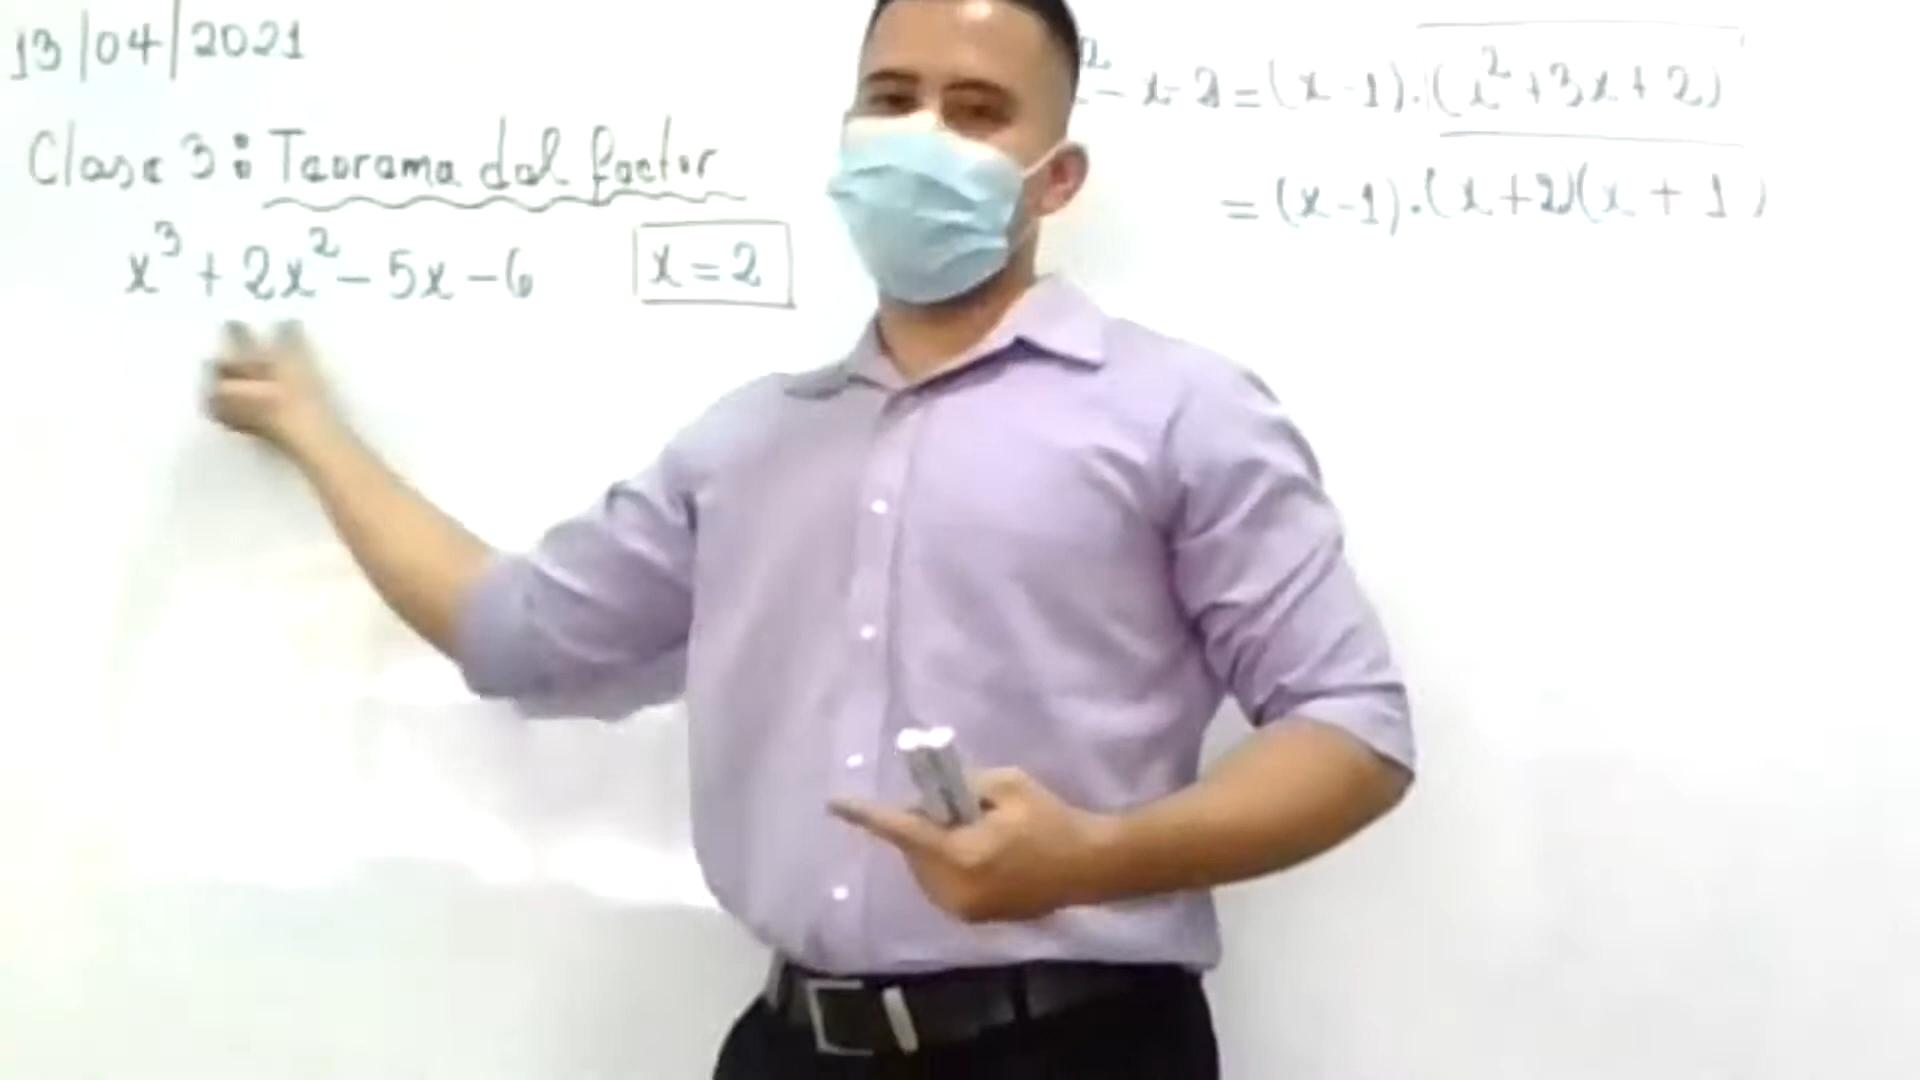 13/04/2021
Clase 3: Teorema del factor
x³ + 2x² - 5x - 6
x = 2
² - x - 2 = (x - 1).(x² + 3x + 2)
= (x - 1).(x + 2)(x + 1)